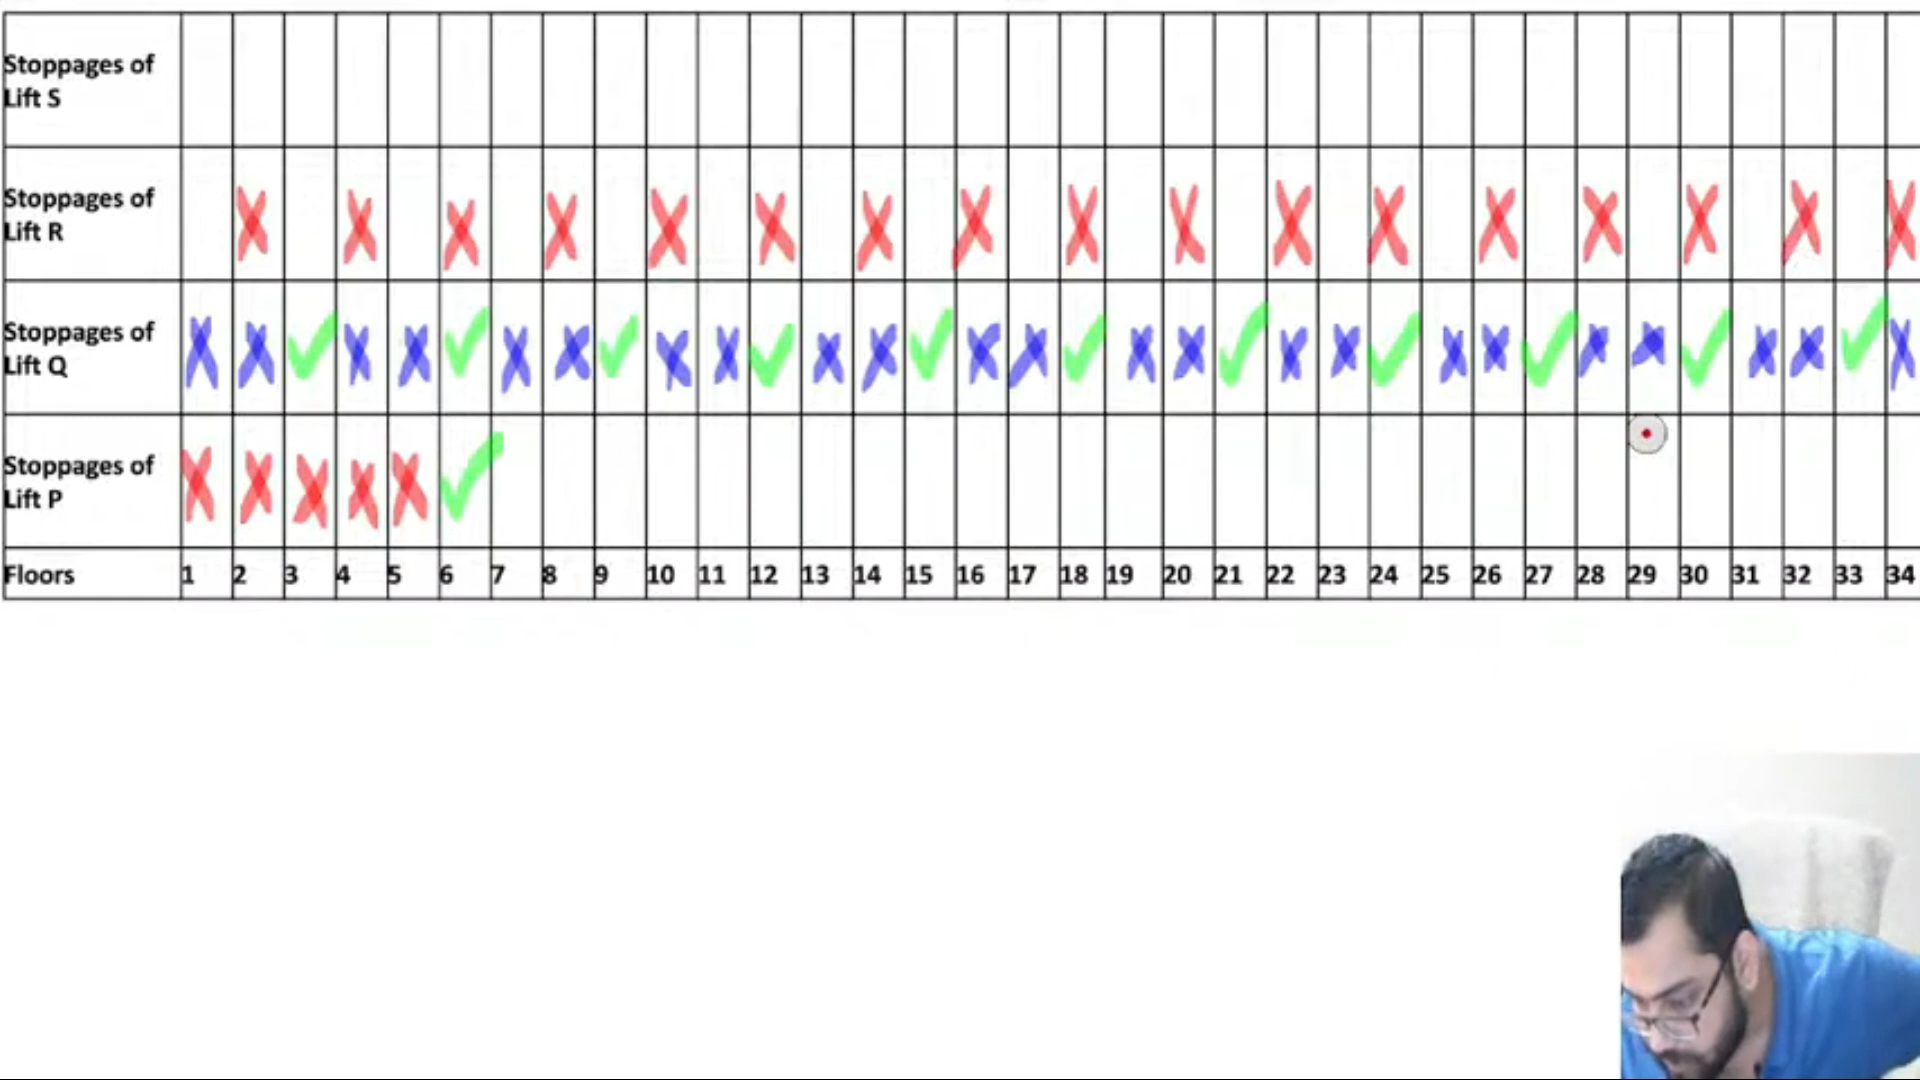 Stoppages of
Lift S
Stoppages of
Lift R
Stoppages of
Lift Q
Stoppages of
Lift P
Floors 1 2 3 4 5 6 7 8 9 10 11 12 13 14 15 16 17 18 19 20 21 22 23 24 25 26 27 28 29 30 31 32 33 34